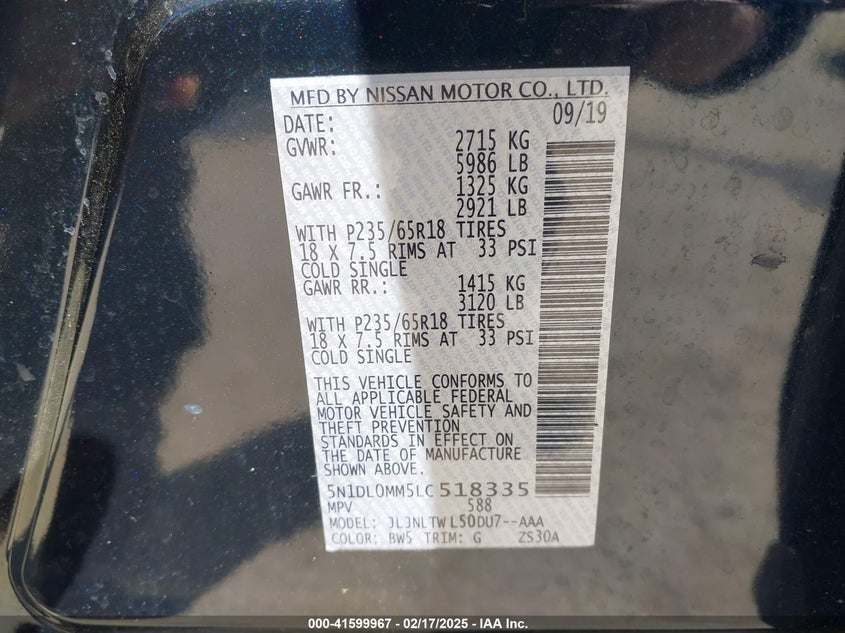 MFD BY NISSAN MOTOR CO., LTD.
DATE: 09/19
GVWR: 2715 KG
5986 LB
GAWR FR.: 1325 KG
2921 LB
WITH P235/65R18 TIRES
18 X 7.5 RIMS AT 33 PSI
COLD SINGLE
GAWR RR.: 1415 KG
3120 LB
WITH P235/65R18 TIRES
18 X 7.5 RIMS AT 33 PSI
COLD SINGLE
THIS VEHICLE CONFORMS TO
ALL APPLICABLE FEDERAL
MOTOR VEHICLE SAFETY AND
THEFT PREVENTION
STANDARDS IN EFFECT ON
THE DATE OF MANUFACTURE
SHOWN ABOVE.
5N1DL0MM5LC518335
MPV 588
MODEL: JLJNLTWL50DU7--AAA
COLOR: BW5 TRIM: G ZS30A
000-41599967 - 02/17/2025 - IAA Inc.